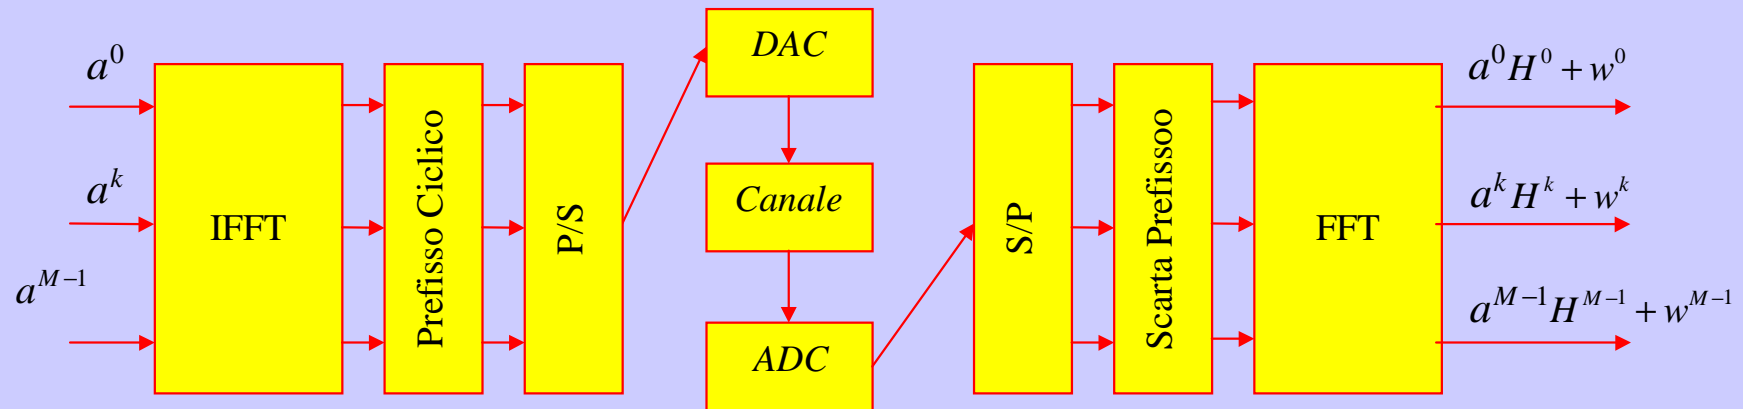 a^0
a^k
a^{M-1}
IFFT
Prefisso Ciclico
P/S
DAC
Canale
ADC
S/P
Scarta Prefissoo
FFT
a^0 H^0 + w^0
a^k H^k + w^k
a^{M-1} H^{M-1} + w^{M-1}